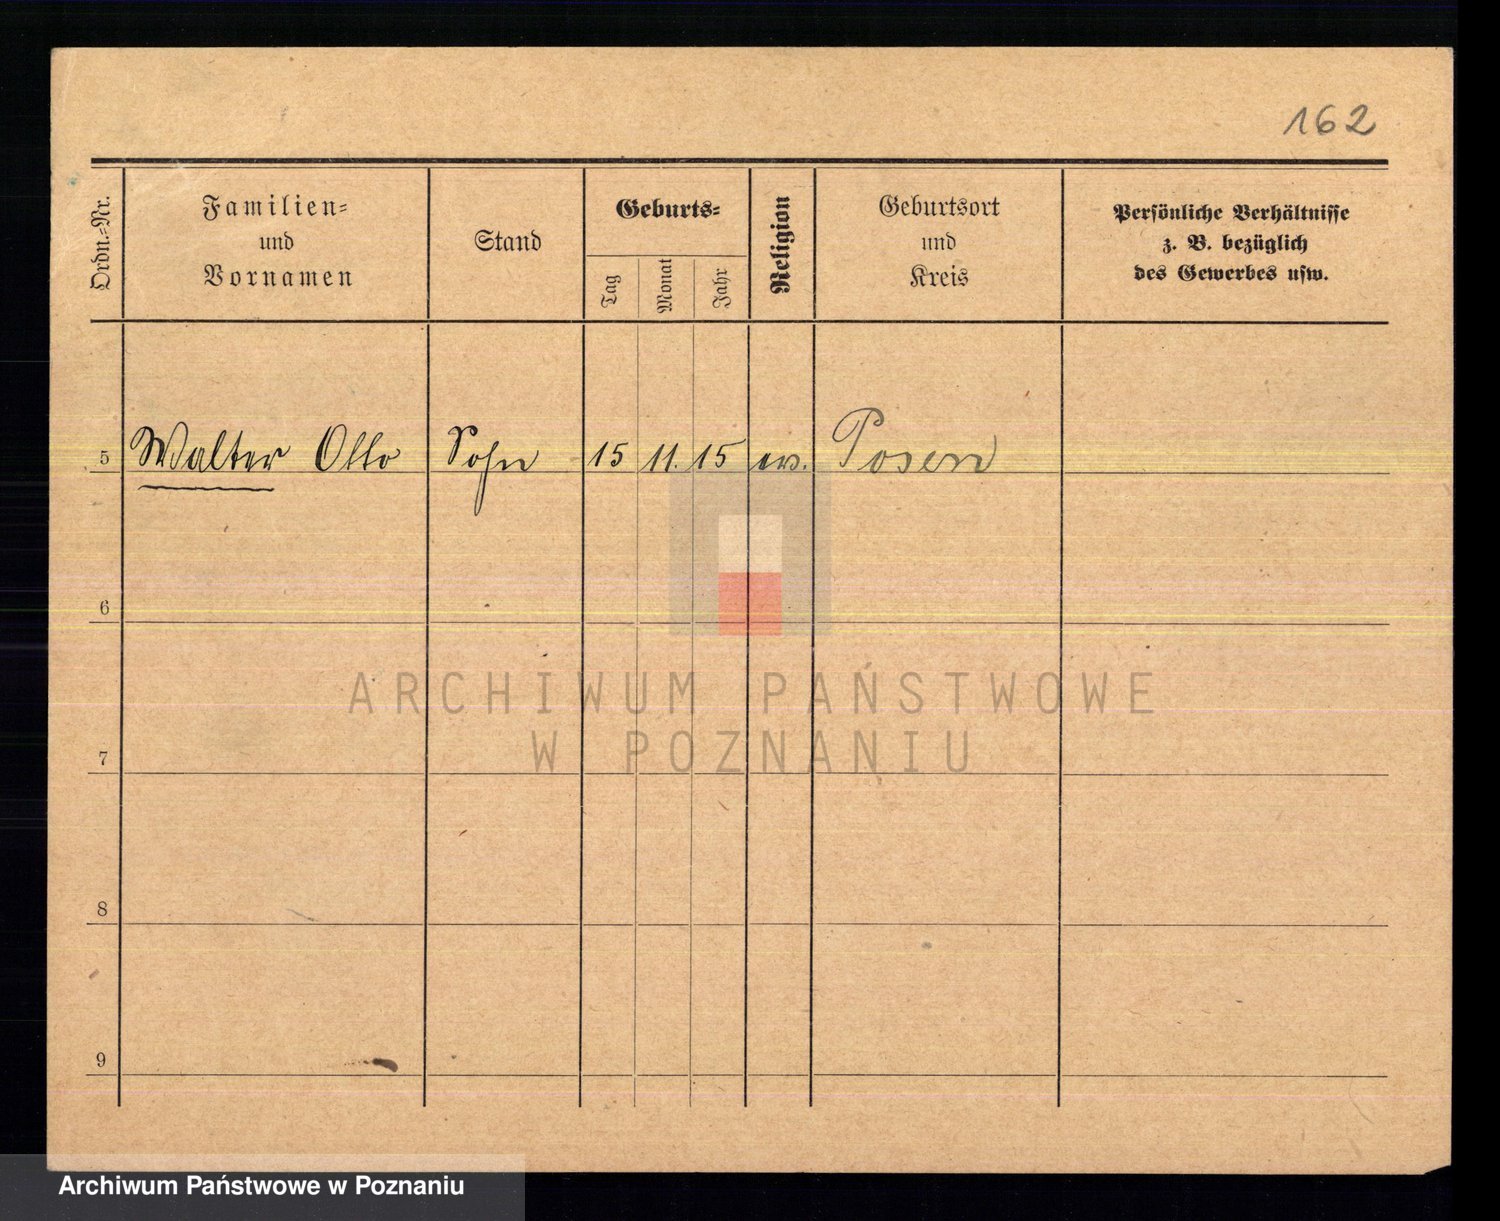 162
Ordn.-Nr.
Familien-
und
Vornamen
Stand
Geburts-
Tag
Monat
Jahr
Religion
Geburtsort
und
Kreis
Persönliche Verhältnisse
z. B. bezüglich
des Gewerbes usw.
5 Walter Otto Sohn 15 11. 15 ev. Posen
6
7
8
9
ARCHIWUM PAŃSTWOWE
W POZNANIU
Archiwum Państwowe w Poznaniu